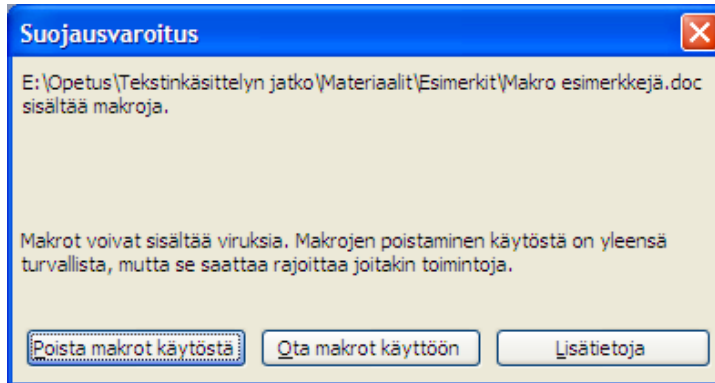 Suojausvaroitus
E:\Opetus\Tekstinkäsittelyn jatko\Materiaalit\Esimerkit\Makro esimerkkejä.doc
sisältää makroja.
Makrot voivat sisältää viruksia. Makrojen poistaminen käytöstä on yleensä
turvallista, mutta se saattaa rajoittaa joitakin toimintoja.
Poista makrot käytöstä Ota makrot käyttöön Lisätietoja